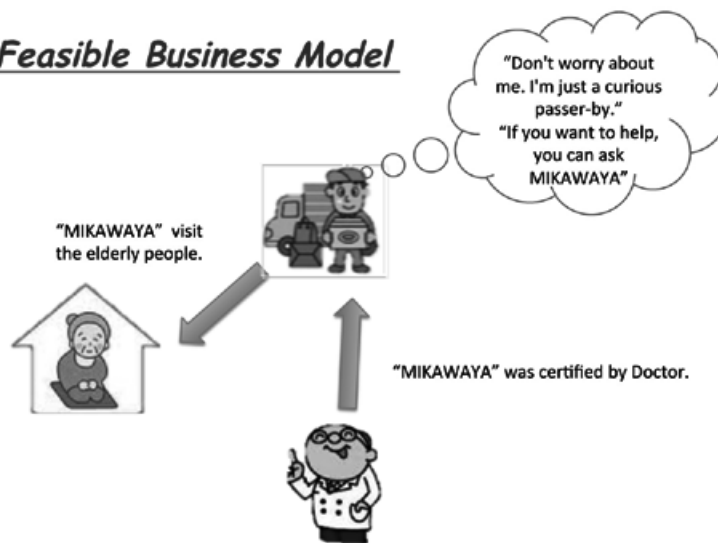 Feasible Business Model
"Don't worry about
me. I'm just a curious
passer-by."
"If you want to help,
you can ask
MIKAWAYA"
"MIKAWAYA" visit
the elderly people.
"MIKAWAYA" was certified by Doctor.